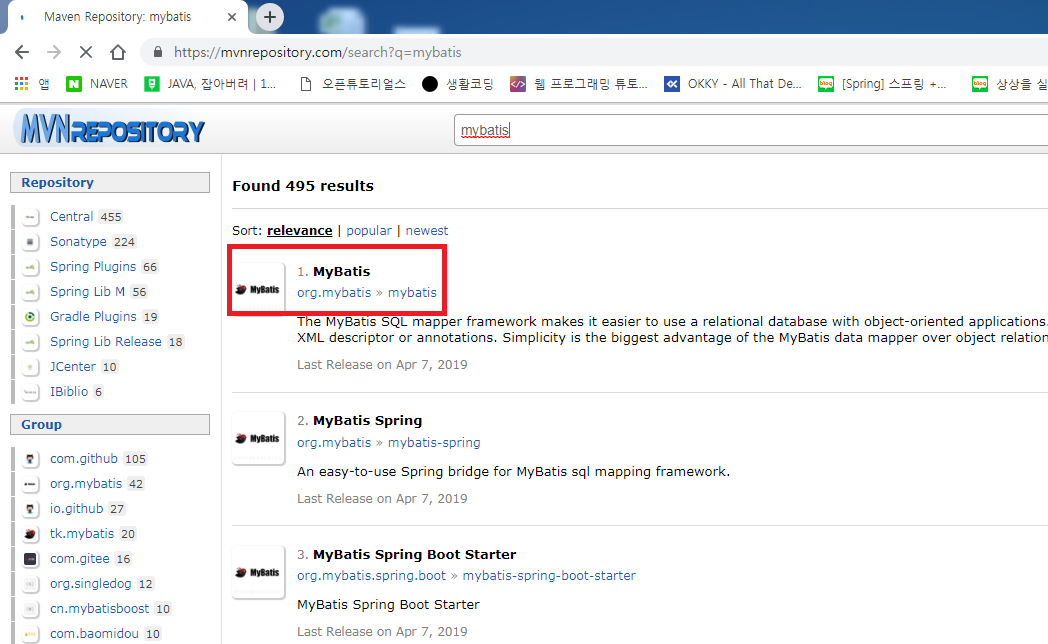 Maven Repository: mybatis
https://mvnrepository.com/search?q=mybatis
앱 NAVER JAVA, 잡아버려 | 1... 오픈튜토리얼스 생활코딩 웹 프로그래밍 튜토... OKKY - All That De... [Spring] 스프링 +... 상상을 실
MVNREPOSITORY
mybatis
Repository
Central 455
Sonatype 224
Spring Plugins 66
Spring Lib M 56
Gradle Plugins 19
Spring Lib Release 18
JCenter 10
IBiblio 6
Group
com.github 105
org.mybatis 42
io.github 27
tk.mybatis 20
com.gitee 16
org.singledog 12
cn.mybatisboost 10
com.baomidou 10
Found 495 results
Sort: relevance | popular | newest
MyBatis
1. MyBatis
org.mybatis » mybatis
The MyBatis SQL mapper framework makes it easier to use a relational database with object-oriented applications.
XML descriptor or annotations. Simplicity is the biggest advantage of the MyBatis data mapper over object relation
Last Release on Apr 7, 2019
MyBatis
2. MyBatis Spring
org.mybatis » mybatis-spring
An easy-to-use Spring bridge for MyBatis sql mapping framework.
Last Release on Apr 7, 2019
MyBatis
3. MyBatis Spring Boot Starter
org.mybatis.spring.boot » mybatis-spring-boot-starter
MyBatis Spring Boot Starter
Last Release on Apr 7, 2019